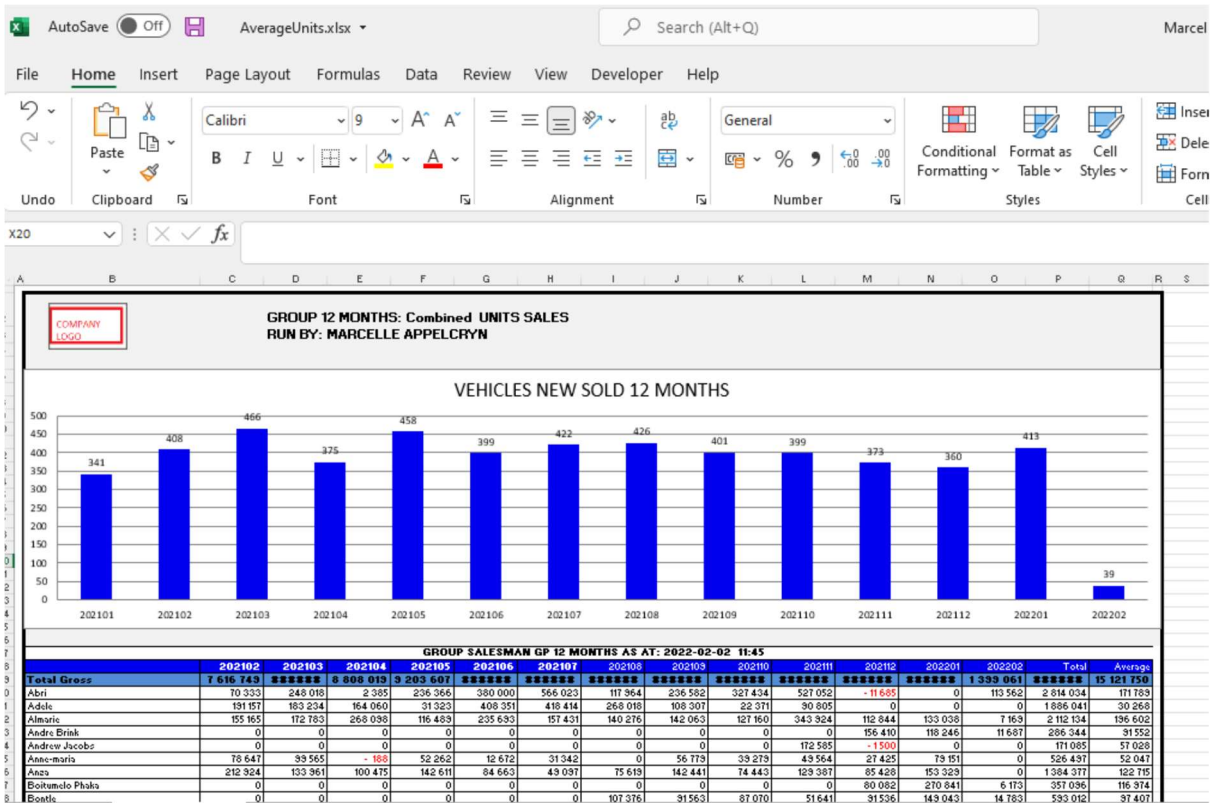 AutoSave Off AverageUnits.xlsx Search (Alt+Q) Marcel
File Home Insert Page Layout Formulas Data Review View Developer Help
Paste Calibri 9 General Conditional Formatting Format as Table Cell Styles Inser
Dele
Form
Undo Clipboard Font Alignment Number Styles Cell
X20 fx
A B C D E F G H I J K L M N O P Q R S
COMPANY LOGO
GROUP 12 MONTHS: Combined UNITS SALES
RUN BY: MARCELLE APPELCRYN
VEHICLES NEW SOLD 12 MONTHS
500
450
400
350
300
250
200
150
100
50
0
341 408 466 375 458 399 422 426 401 399 373 360 413 39
202101 202102 202103 202104 202105 202106 202107 202108 202109 202110 202111 202112 202201 202202
GROUP SALESMAN GP 12 MONTHS AS AT: 2022-02-02 11:45
202102 202103 202104 202105 202106 202107 202108 202109 202110 202111 202112 202201 202202 Total Average
Total Gross 7 616 749 ###### 8 808 019 9 203 607 ###### ###### ###### ###### ###### ###### ###### ###### 1 399 061 ###### 15 121 750
Abri 70 333 248 018 2 385 236 366 380 000 566 023 117 964 236 582 327 434 527 052 - 11 685 0 113 562 2 814 034 171 789
Adele 191 157 183 234 164 060 31 323 408 351 418 414 268 018 108 307 22 371 90 805 0 0 0 1 886 041 30 268
Almarie 155 165 172 783 268 098 116 489 235 693 157 431 140 276 142 063 127 160 343 924 112 844 133 038 7 169 2 112 134 196 602
Andre Brink 0 0 0 0 0 0 0 0 0 0 156 410 118 246 11 687 286 344 91 552
Andrew Jacobs 0 0 0 0 0 0 0 0 0 172 585 - 1 500 0 0 171 085 57 028
Anne-maria 78 647 99 565 - 188 52 262 12 672 31 342 0 56 779 39 279 49 564 27 425 79 151 0 526 497 52 047
Anza 212 924 133 961 100 475 142 611 84 663 49 097 75 619 142 441 74 443 129 387 85 428 153 329 0 1 384 377 122 715
Boitumelo Phaka 0 0 0 0 0 0 0 0 0 0 80 082 270 841 6 173 357 096 116 974
Bontle 0 0 0 0 0 0 107 376 91 563 87 070 51 641 91 536 149 043 14 783 593 012 97 407